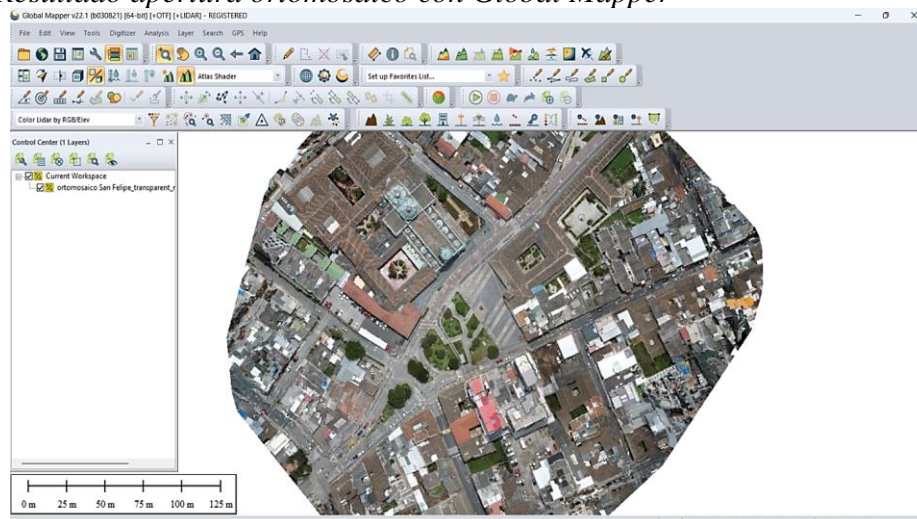 Resultado apertura ortomosaico con Global Mapper
Global Mapper v22.1 (b030821) [64-bit] [+OTF] [+LIDAR] - REGISTERED
File Edit View Tools Digitizer Analysis Layer Search GPS Help
Atlas Shader Set up Favorites List...
Color Lidar by RGB/Elev
Control Center (1 Layers)
Current Workspace
ortomosaico San Felipe_transparent_r
0 m 25 m 50 m 75 m 100 m 125 m